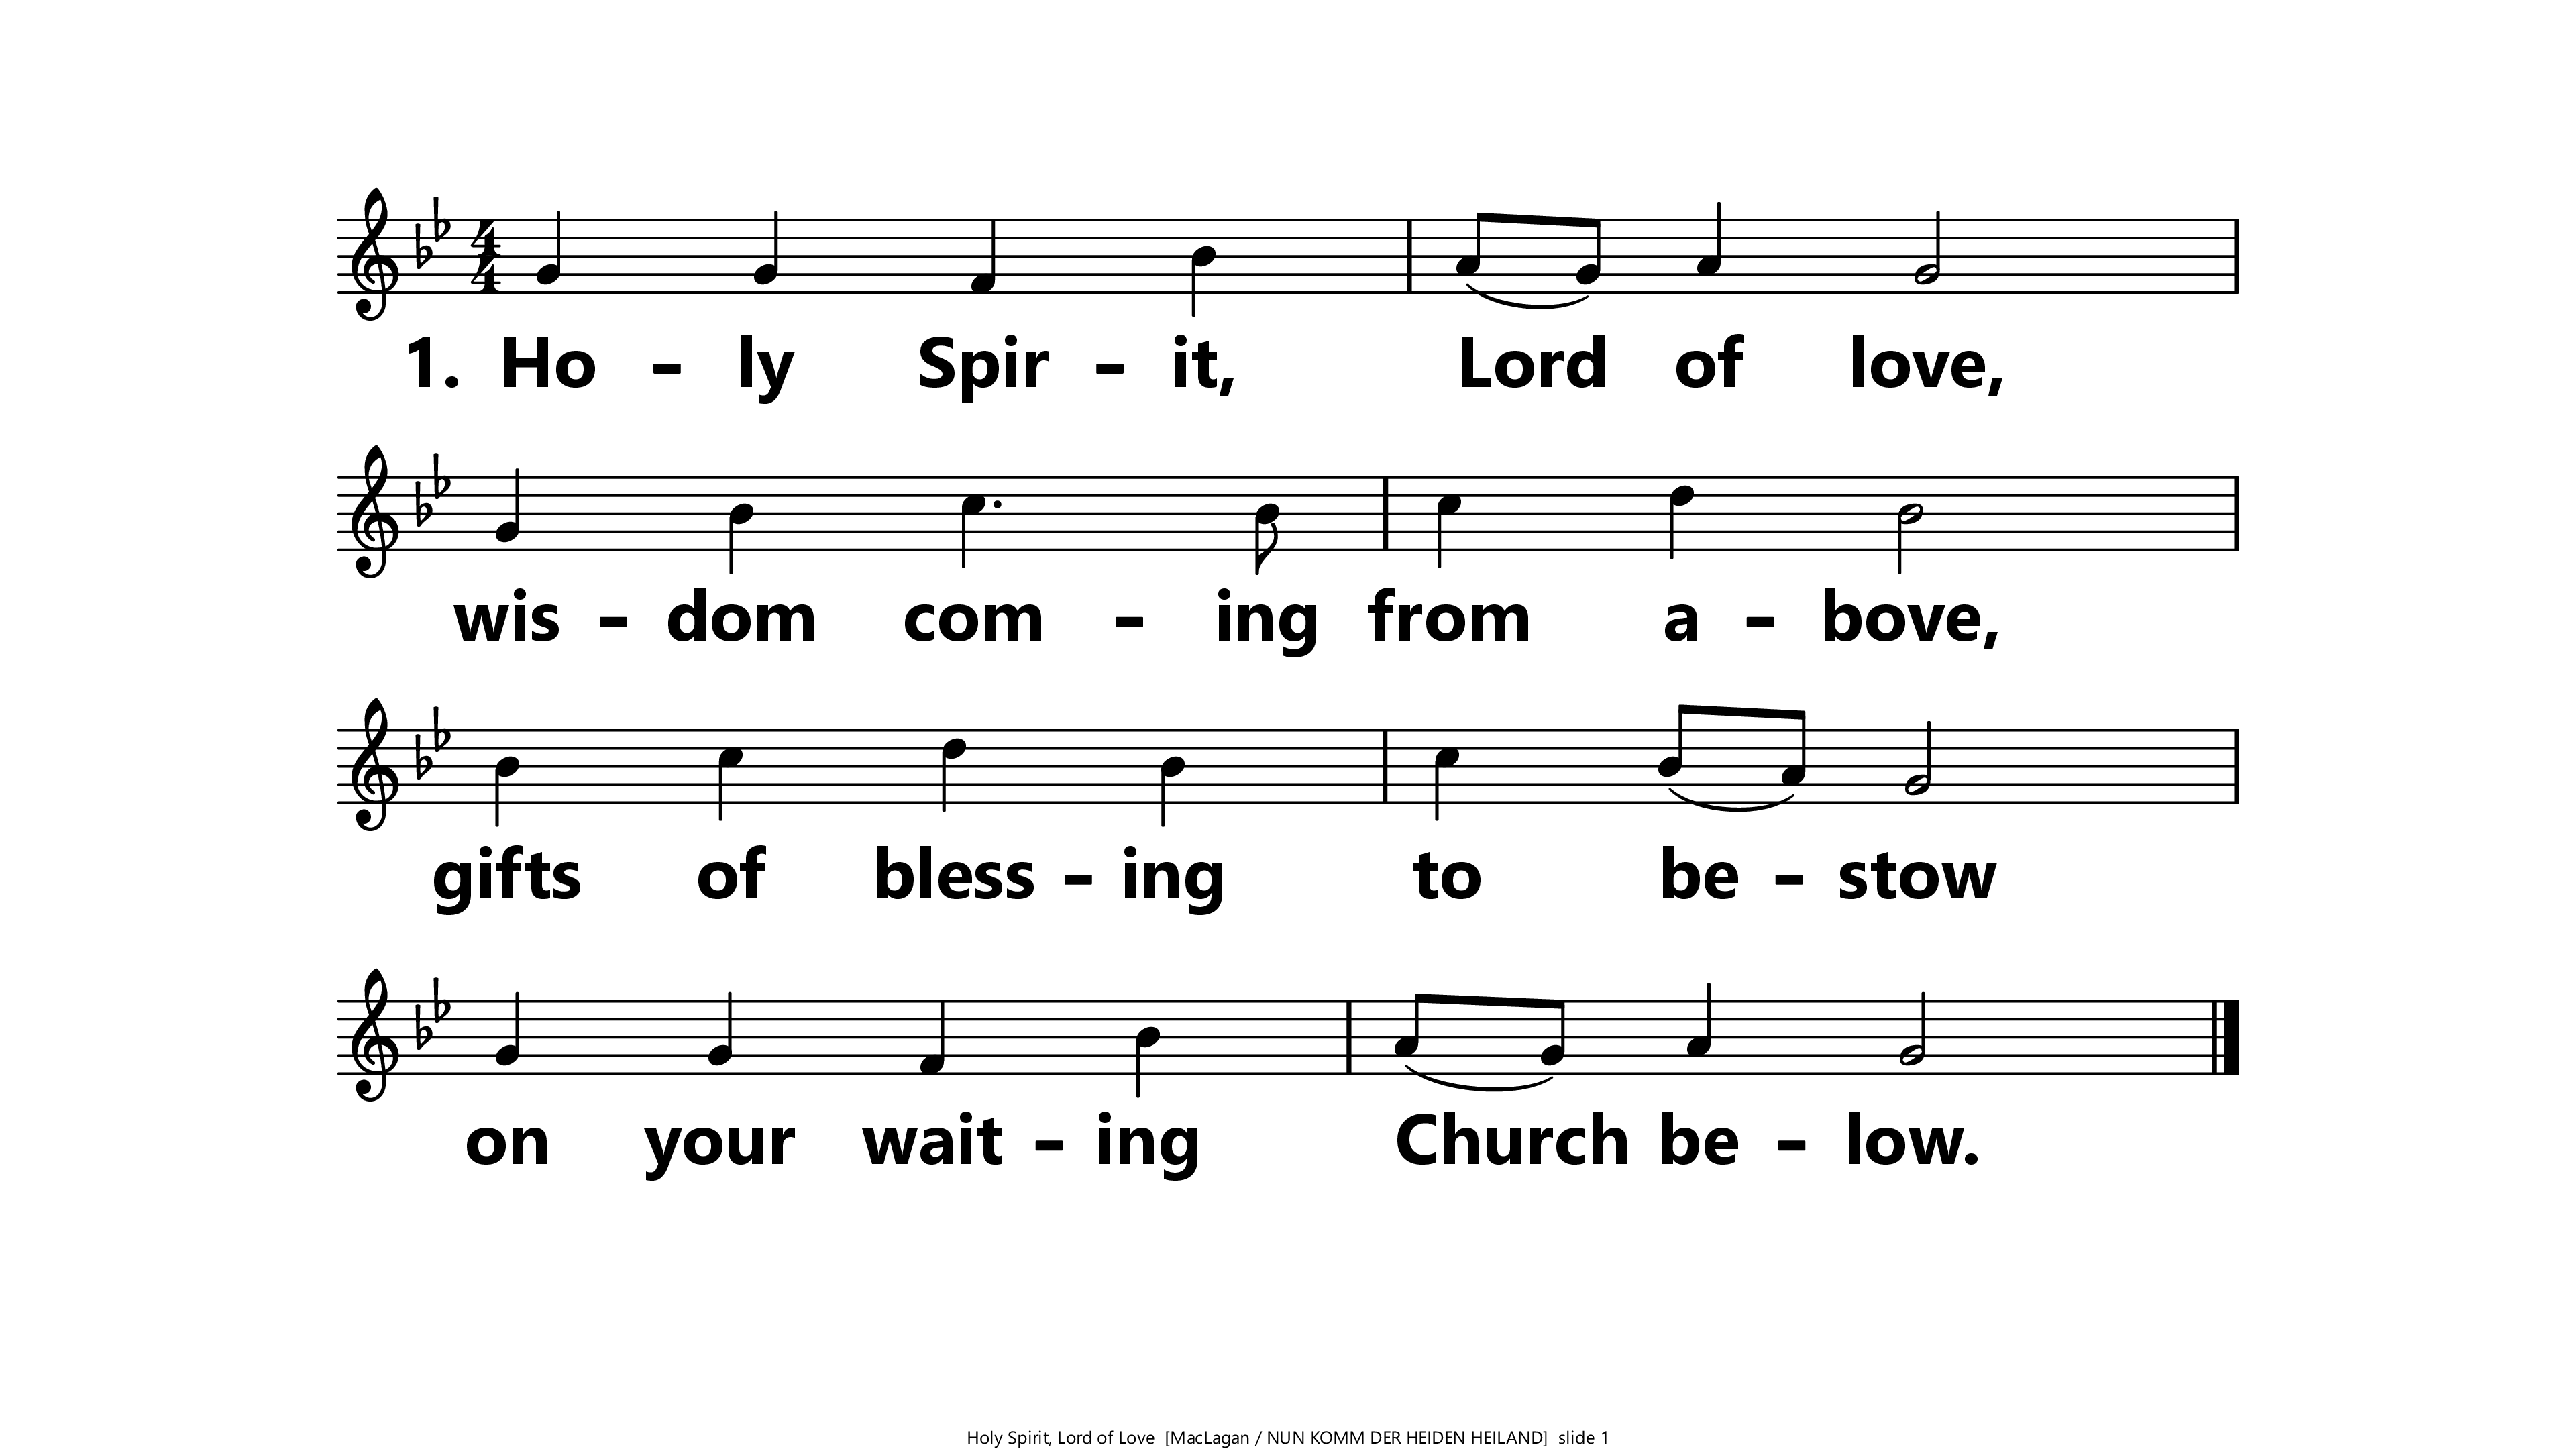 1. Ho - ly Spir - it, Lord of love,
wis - dom com - ing from a - bove,
gifts of bless - ing to be - stow
on your wait - ing Church be - low.
Holy Spirit, Lord of Love [MacLagan / NUN KOMM DER HEIDEN HEILAND] slide 1